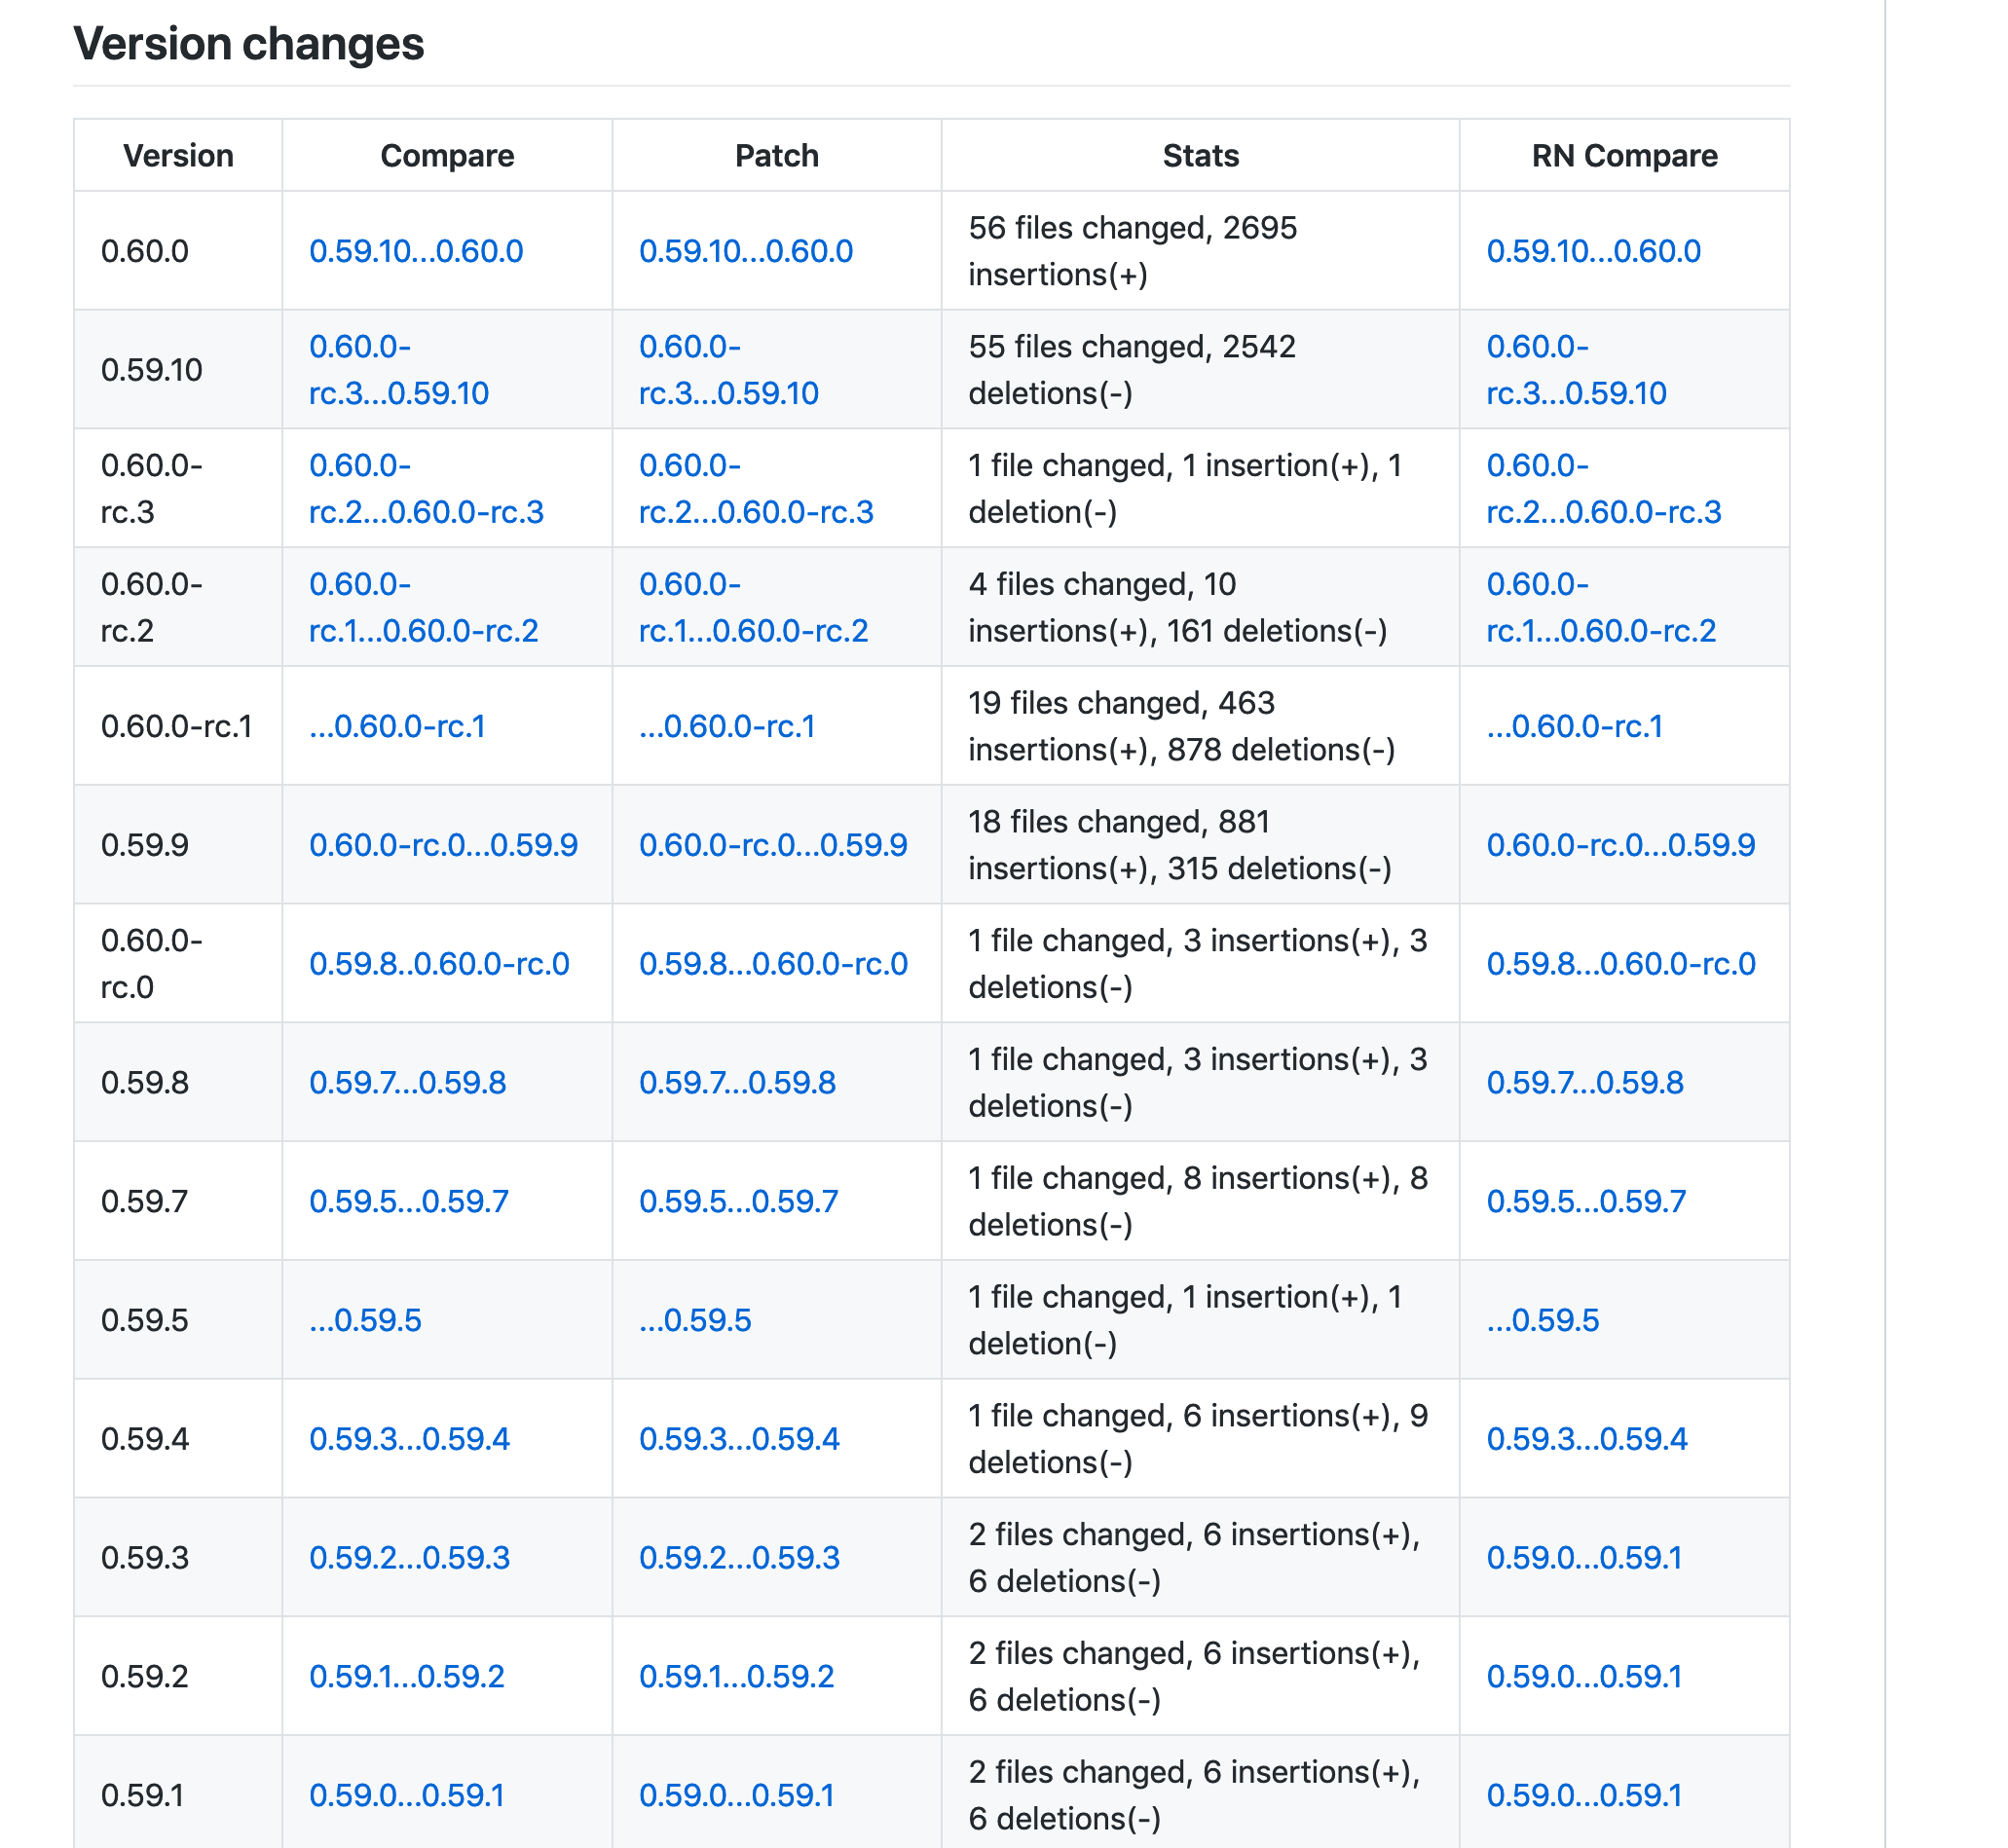 Version changes
Version Compare Patch Stats RN Compare
0.60.0 0.59.10...0.60.0 0.59.10...0.60.0 56 files changed, 2695 insertions(+) 0.59.10...0.60.0
0.59.10 0.60.0-rc.3...0.59.10 0.60.0-rc.3...0.59.10 55 files changed, 2542 deletions(-) 0.60.0-rc.3...0.59.10
0.60.0-rc.3 0.60.0-rc.2...0.60.0-rc.3 0.60.0-rc.2...0.60.0-rc.3 1 file changed, 1 insertion(+), 1 deletion(-) 0.60.0-rc.2...0.60.0-rc.3
0.60.0-rc.2 0.60.0-rc.1...0.60.0-rc.2 0.60.0-rc.1...0.60.0-rc.2 4 files changed, 10 insertions(+), 161 deletions(-) 0.60.0-rc.1...0.60.0-rc.2
0.60.0-rc.1 ...0.60.0-rc.1 ...0.60.0-rc.1 19 files changed, 463 insertions(+), 878 deletions(-) ...0.60.0-rc.1
0.59.9 0.60.0-rc.0...0.59.9 0.60.0-rc.0...0.59.9 18 files changed, 881 insertions(+), 315 deletions(-) 0.60.0-rc.0...0.59.9
0.60.0-rc.0 0.59.8..0.60.0-rc.0 0.59.8...0.60.0-rc.0 1 file changed, 3 insertions(+), 3 deletions(-) 0.59.8...0.60.0-rc.0
0.59.8 0.59.7...0.59.8 0.59.7...0.59.8 1 file changed, 3 insertions(+), 3 deletions(-) 0.59.7...0.59.8
0.59.7 0.59.5...0.59.7 0.59.5...0.59.7 1 file changed, 8 insertions(+), 8 deletions(-) 0.59.5...0.59.7
0.59.5 ...0.59.5 ...0.59.5 1 file changed, 1 insertion(+), 1 deletion(-) ...0.59.5
0.59.4 0.59.3...0.59.4 0.59.3...0.59.4 1 file changed, 6 insertions(+), 9 deletions(-) 0.59.3...0.59.4
0.59.3 0.59.2...0.59.3 0.59.2...0.59.3 2 files changed, 6 insertions(+), 6 deletions(-) 0.59.0...0.59.1
0.59.2 0.59.1...0.59.2 0.59.1...0.59.2 2 files changed, 6 insertions(+), 6 deletions(-) 0.59.0...0.59.1
0.59.1 0.59.0...0.59.1 0.59.0...0.59.1 2 files changed, 6 insertions(+), 6 deletions(-) 0.59.0...0.59.1